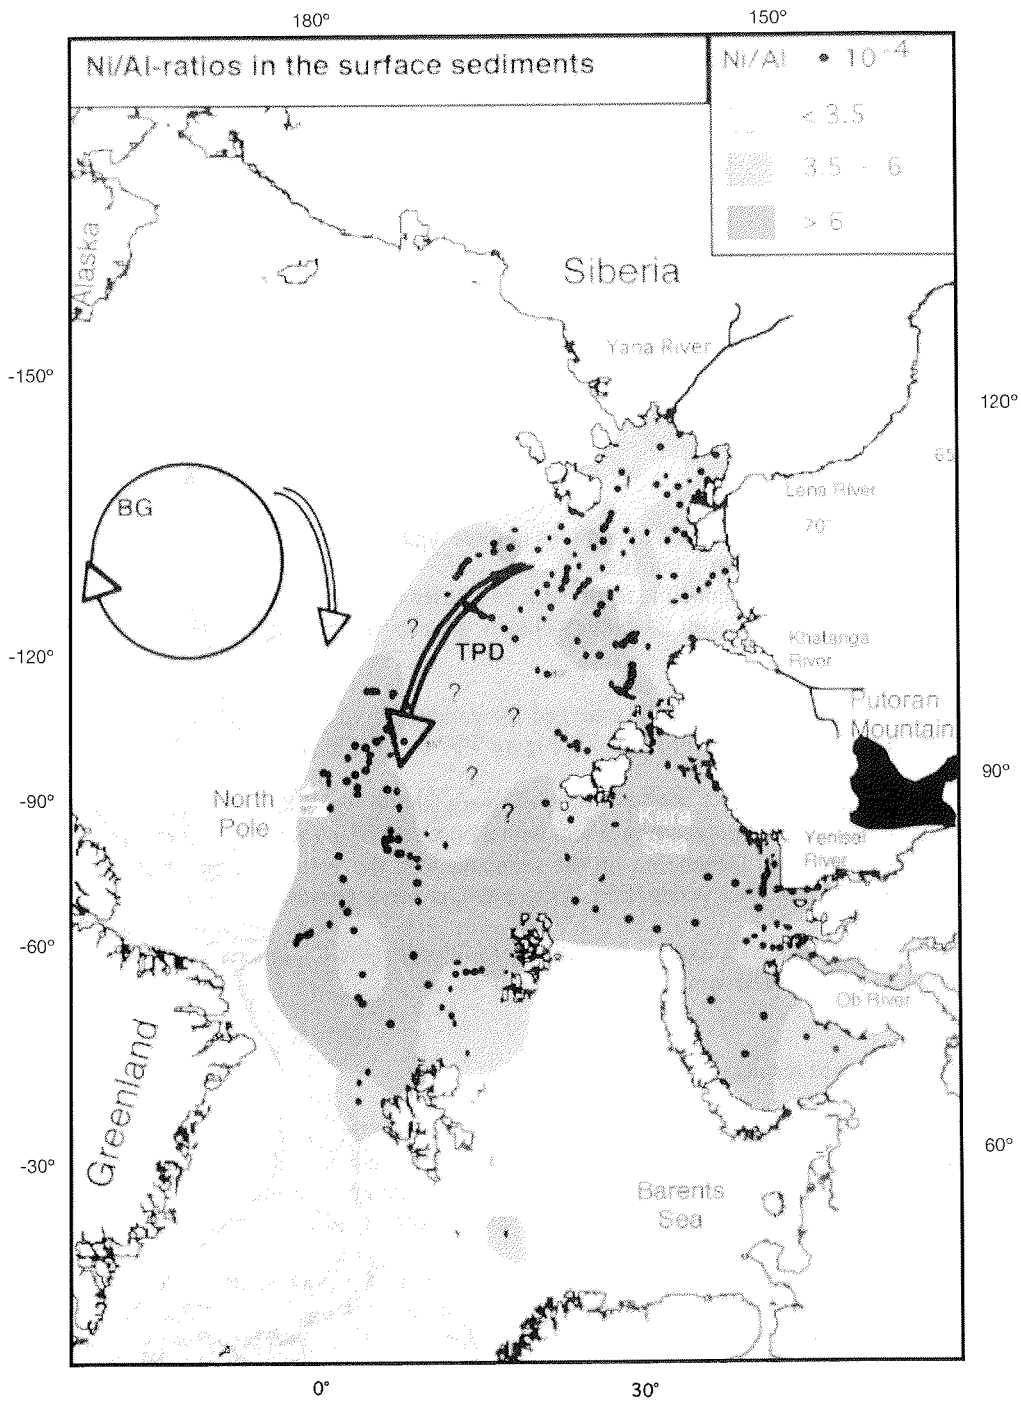 180° 150°
Ni/Al-ratios in the surface sediments
Ni/Al • 10⁻⁴
< 3.5
3.5 - 6
> 6
Alaska
Siberia
Yana River
-150°
120°
65
BG
Lena River
70°
?
Khatanga
River
-120°
TPD
?
Putoran
Mountain
?
?
90°
-90°
North
Pole
?
Kara
Sea
Yenisei
River
-60°
Ob River
Greenland
60°
-30°
Barents
Sea
0° 30°